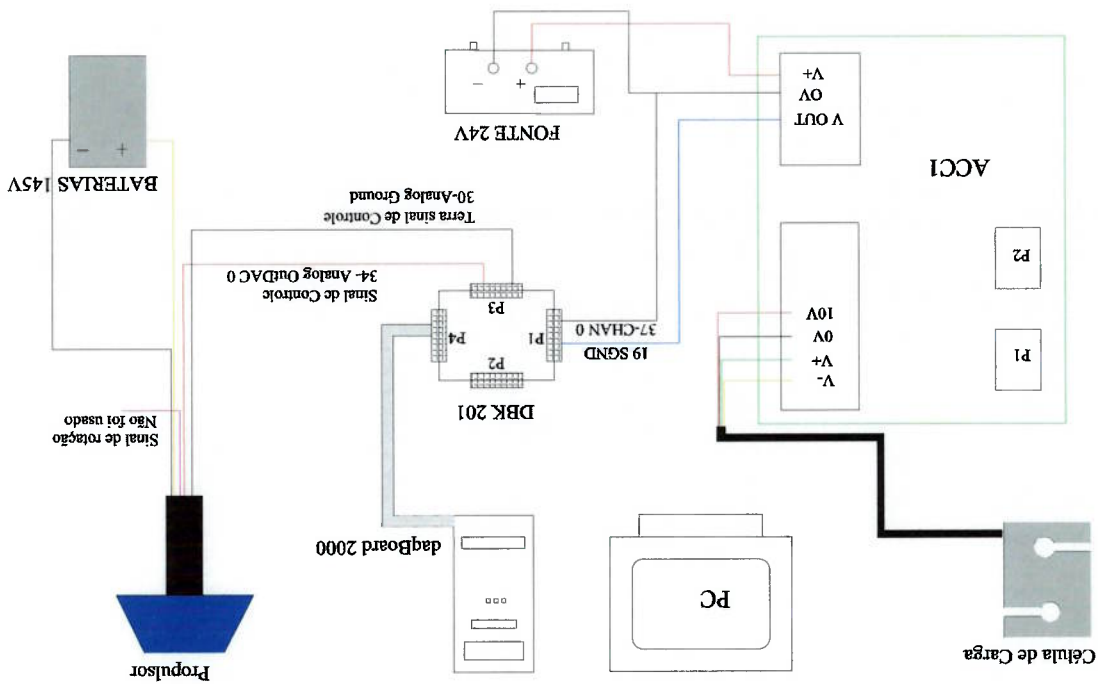 Célula de Carga
PC
daqBoard 2000
Propulsor
Sinal de rotação
Não foi usado
DBK 201
P1
P2
P3
P4
19 SGND
37-CHAN 0
Sinal de Controle
34- Analog OutDAC 0
Terra sinal de Controle
30-Analog Ground
V-
V+
0V
10V
P1
P2
ACC1
V OUT
OV
V+
FONTE 24V
+ -
BATERIAS 145V
+ -